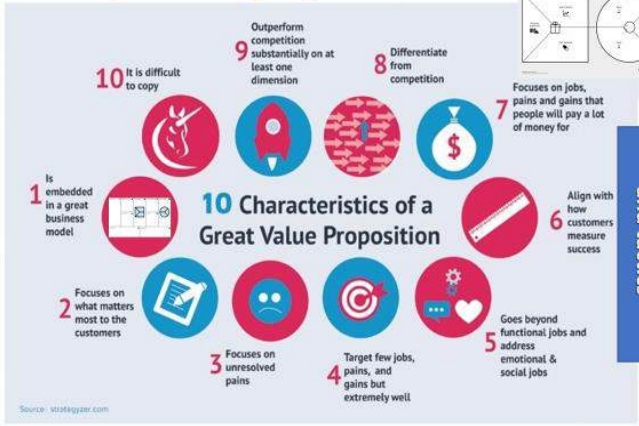 10 Characteristics of a
Great Value Proposition
1 Is
embedded
in a great
business
model
2 Focuses on
what matters
most to the
customers
3 Focuses on
unresolved
pains
4 Target few jobs,
pains, and
gains but
extremely well
5 Goes beyond
functional jobs and
address
emotional &
social jobs
6 Align with
how
customers
measure
success
7 Focuses on jobs,
pains and gains that
people will pay a lot
of money for
8 Differentiate
from
competition
9 Outperform
competition
substantially on at
least one
dimension
10 It is difficult
to copy
$
Source: strategyzer.com